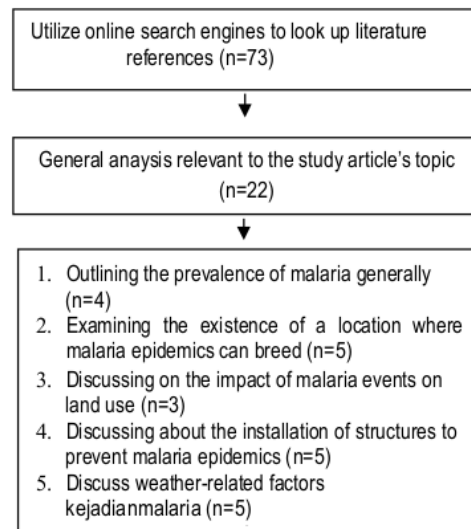 Utilize online search engines to look up literature
references (n=73)
General anaysis relevant to the study article's topic
(n=22)
1. Outlining the prevalence of malaria generally
(n=4)
2. Examining the existence of a location where
malaria epidemics can breed (n=5)
3. Discussing on the impact of malaria events on
land use (n=3)
4. Discussing about the installation of structures to
prevent malaria epidemics (n=5)
5. Discuss weather-related factors
kejadianmalaria (n=5)